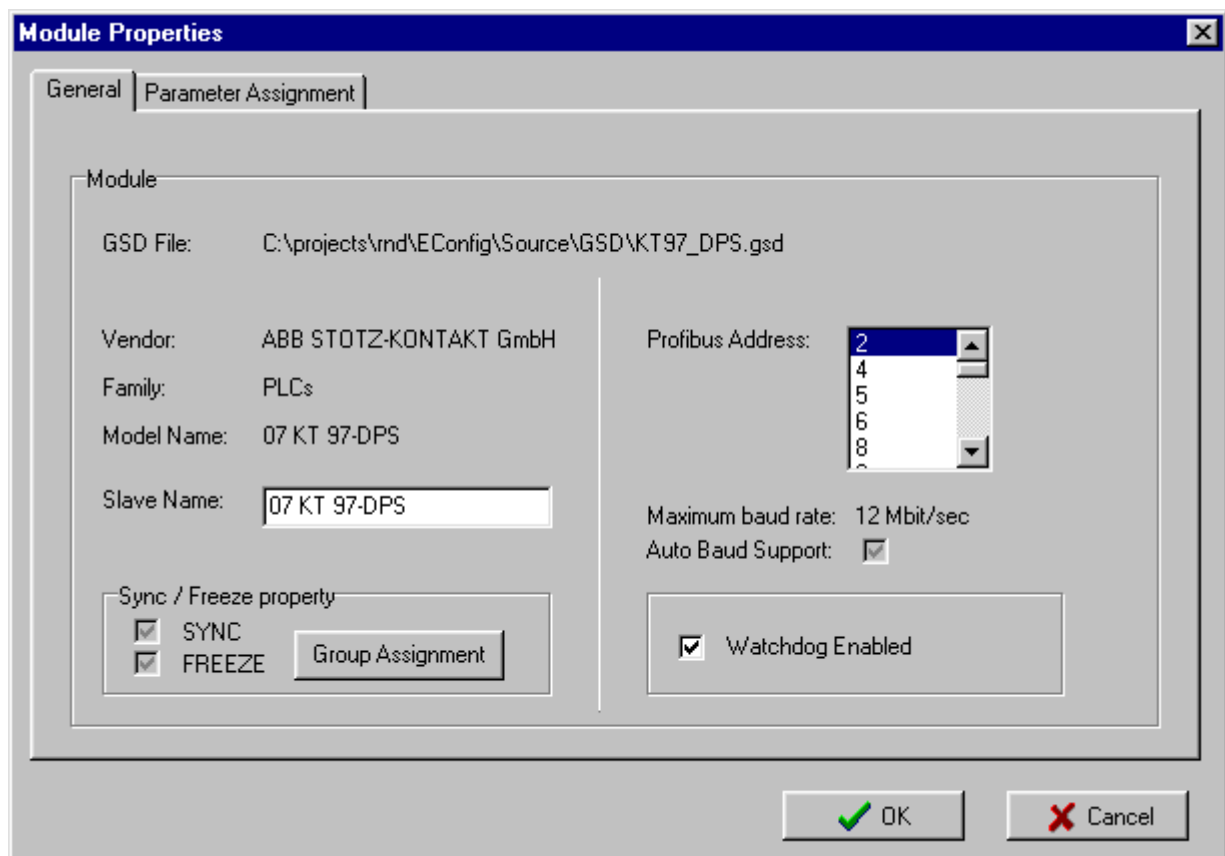 Module Properties
General Parameter Assignment
Module
GSD File: C:\projects\rnd\EConfig\Source\GSD\KT97_DPS.gsd
Vendor: ABB STOTZ-KONTAKT GmbH
Family: PLCs
Model Name: 07 KT 97-DPS
Slave Name: 07 KT 97-DPS
Sync / Freeze property
SYNC
FREEZE
Group Assignment
Profibus Address:
2
4
5
6
8
Maximum baud rate: 12 Mbit/sec
Auto Baud Support:
Watchdog Enabled
OK
Cancel